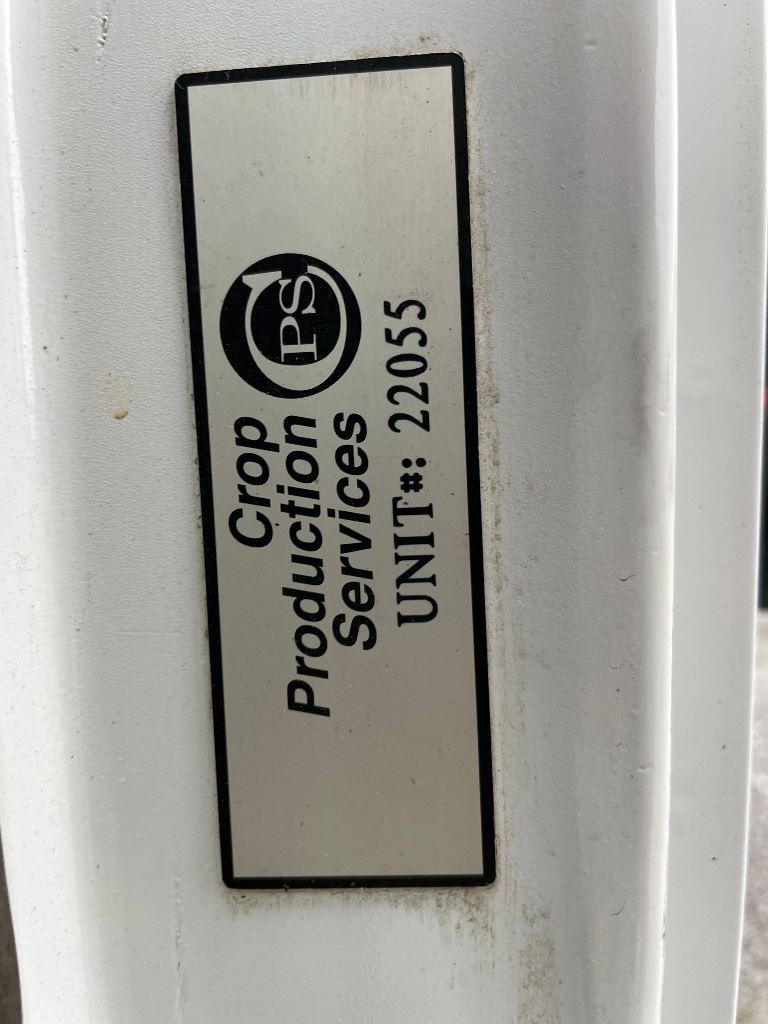 Crop
Production
Services
CPS
UNIT#: 22055